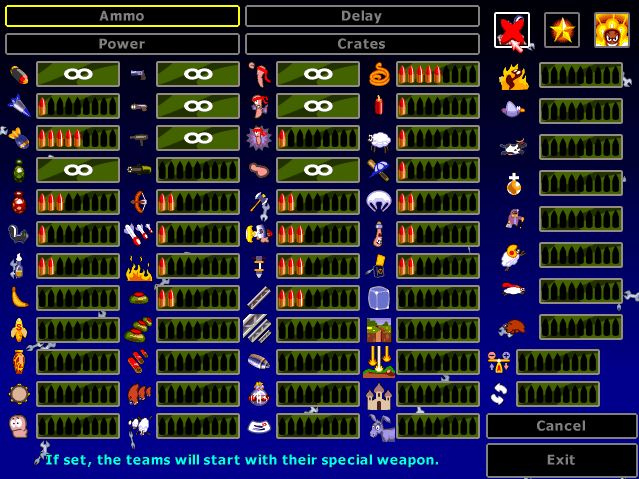 Ammo
Delay
Power
Crates
Cancel
If set, the teams will start with their special weapon.
Exit